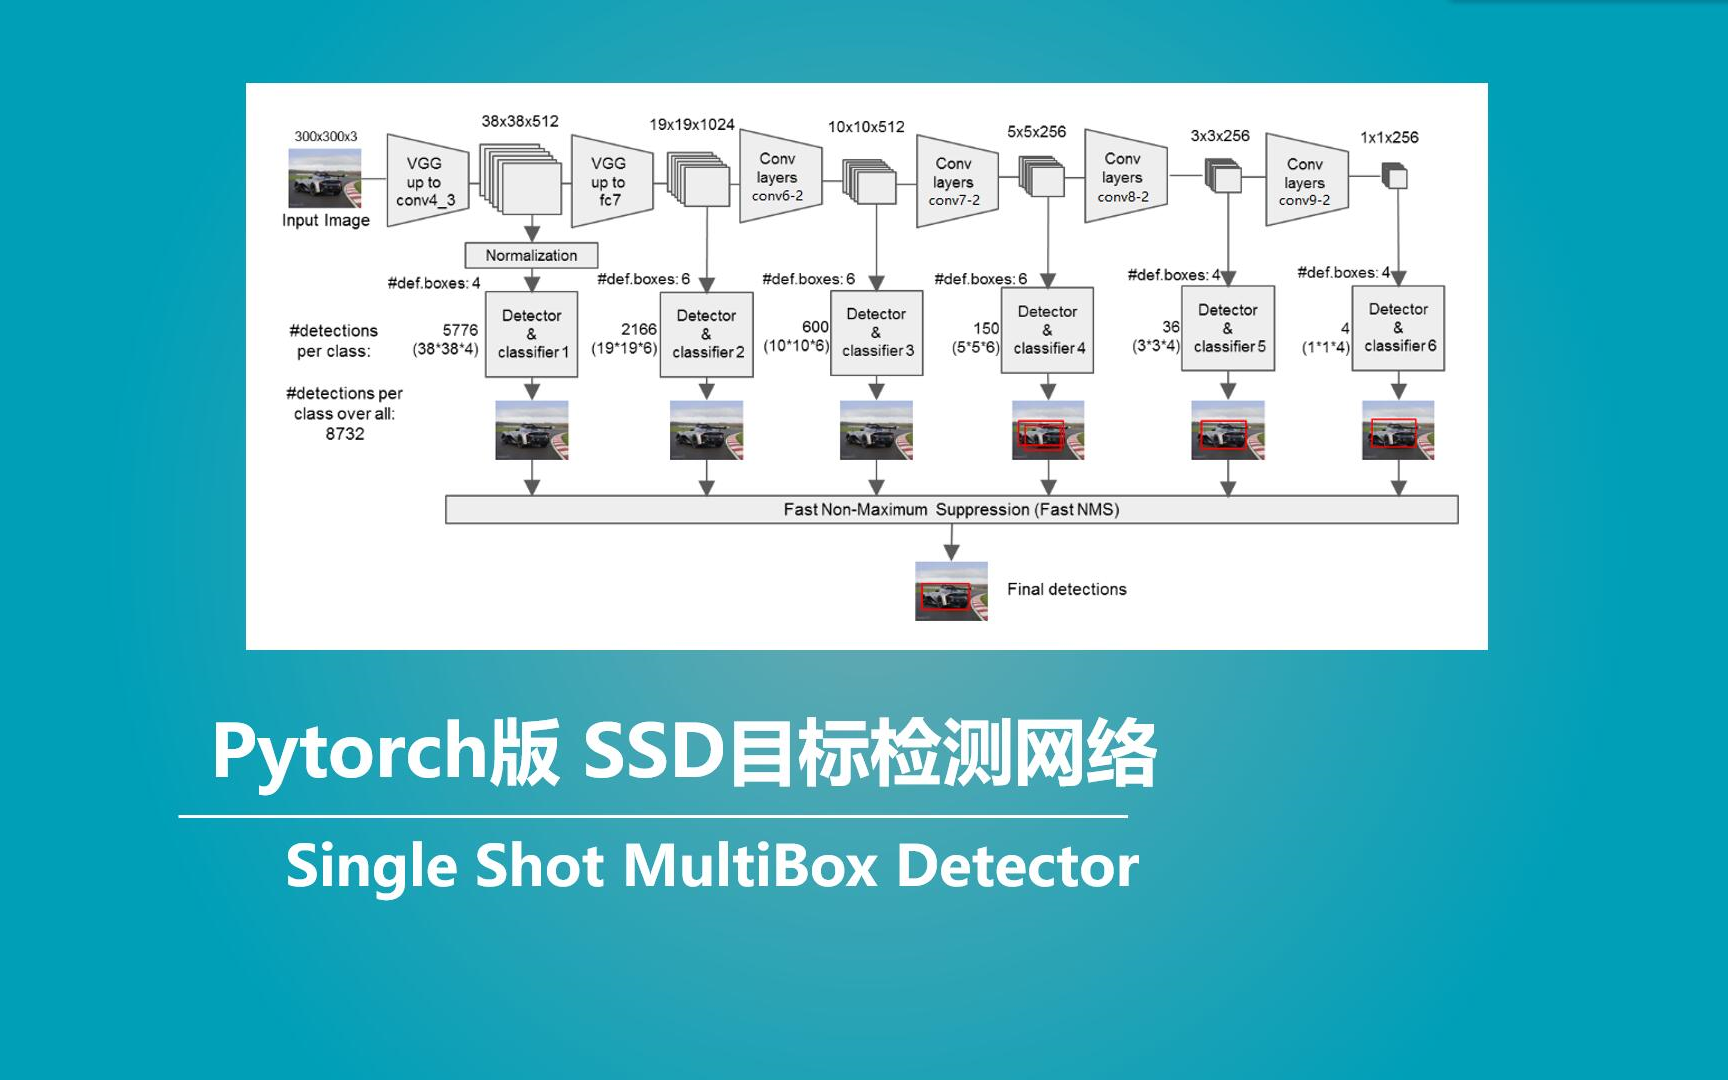 300x300x3
38x38x512
19x19x1024
10x10x512
5x5x256
3x3x256
1x1x256
Input Image
VGG
up to
conv4_3
VGG
up to
fc7
Conv
layers
conv6-2
Conv
layers
conv7-2
Conv
layers
conv8-2
Conv
layers
conv9-2
Normalization
#def.boxes: 4
#def.boxes: 6
#def.boxes: 6
#def.boxes: 6
#def.boxes: 4
#def.boxes: 4
#detections
per class:
5776
(38*38*4)
Detector
&
classifier 1
2166
(19*19*6)
Detector
&
classifier 2
600
(10*10*6)
Detector
&
classifier 3
150
(5*5*6)
Detector
&
classifier 4
36
(3*3*4)
Detector
&
classifier 5
4
(1*1*4)
Detector
&
classifier 6
#detections per
class over all:
8732
Fast Non-Maximum Suppression (Fast NMS)
Final detections
Pytorch版 SSD目标检测网络
Single Shot MultiBox Detector